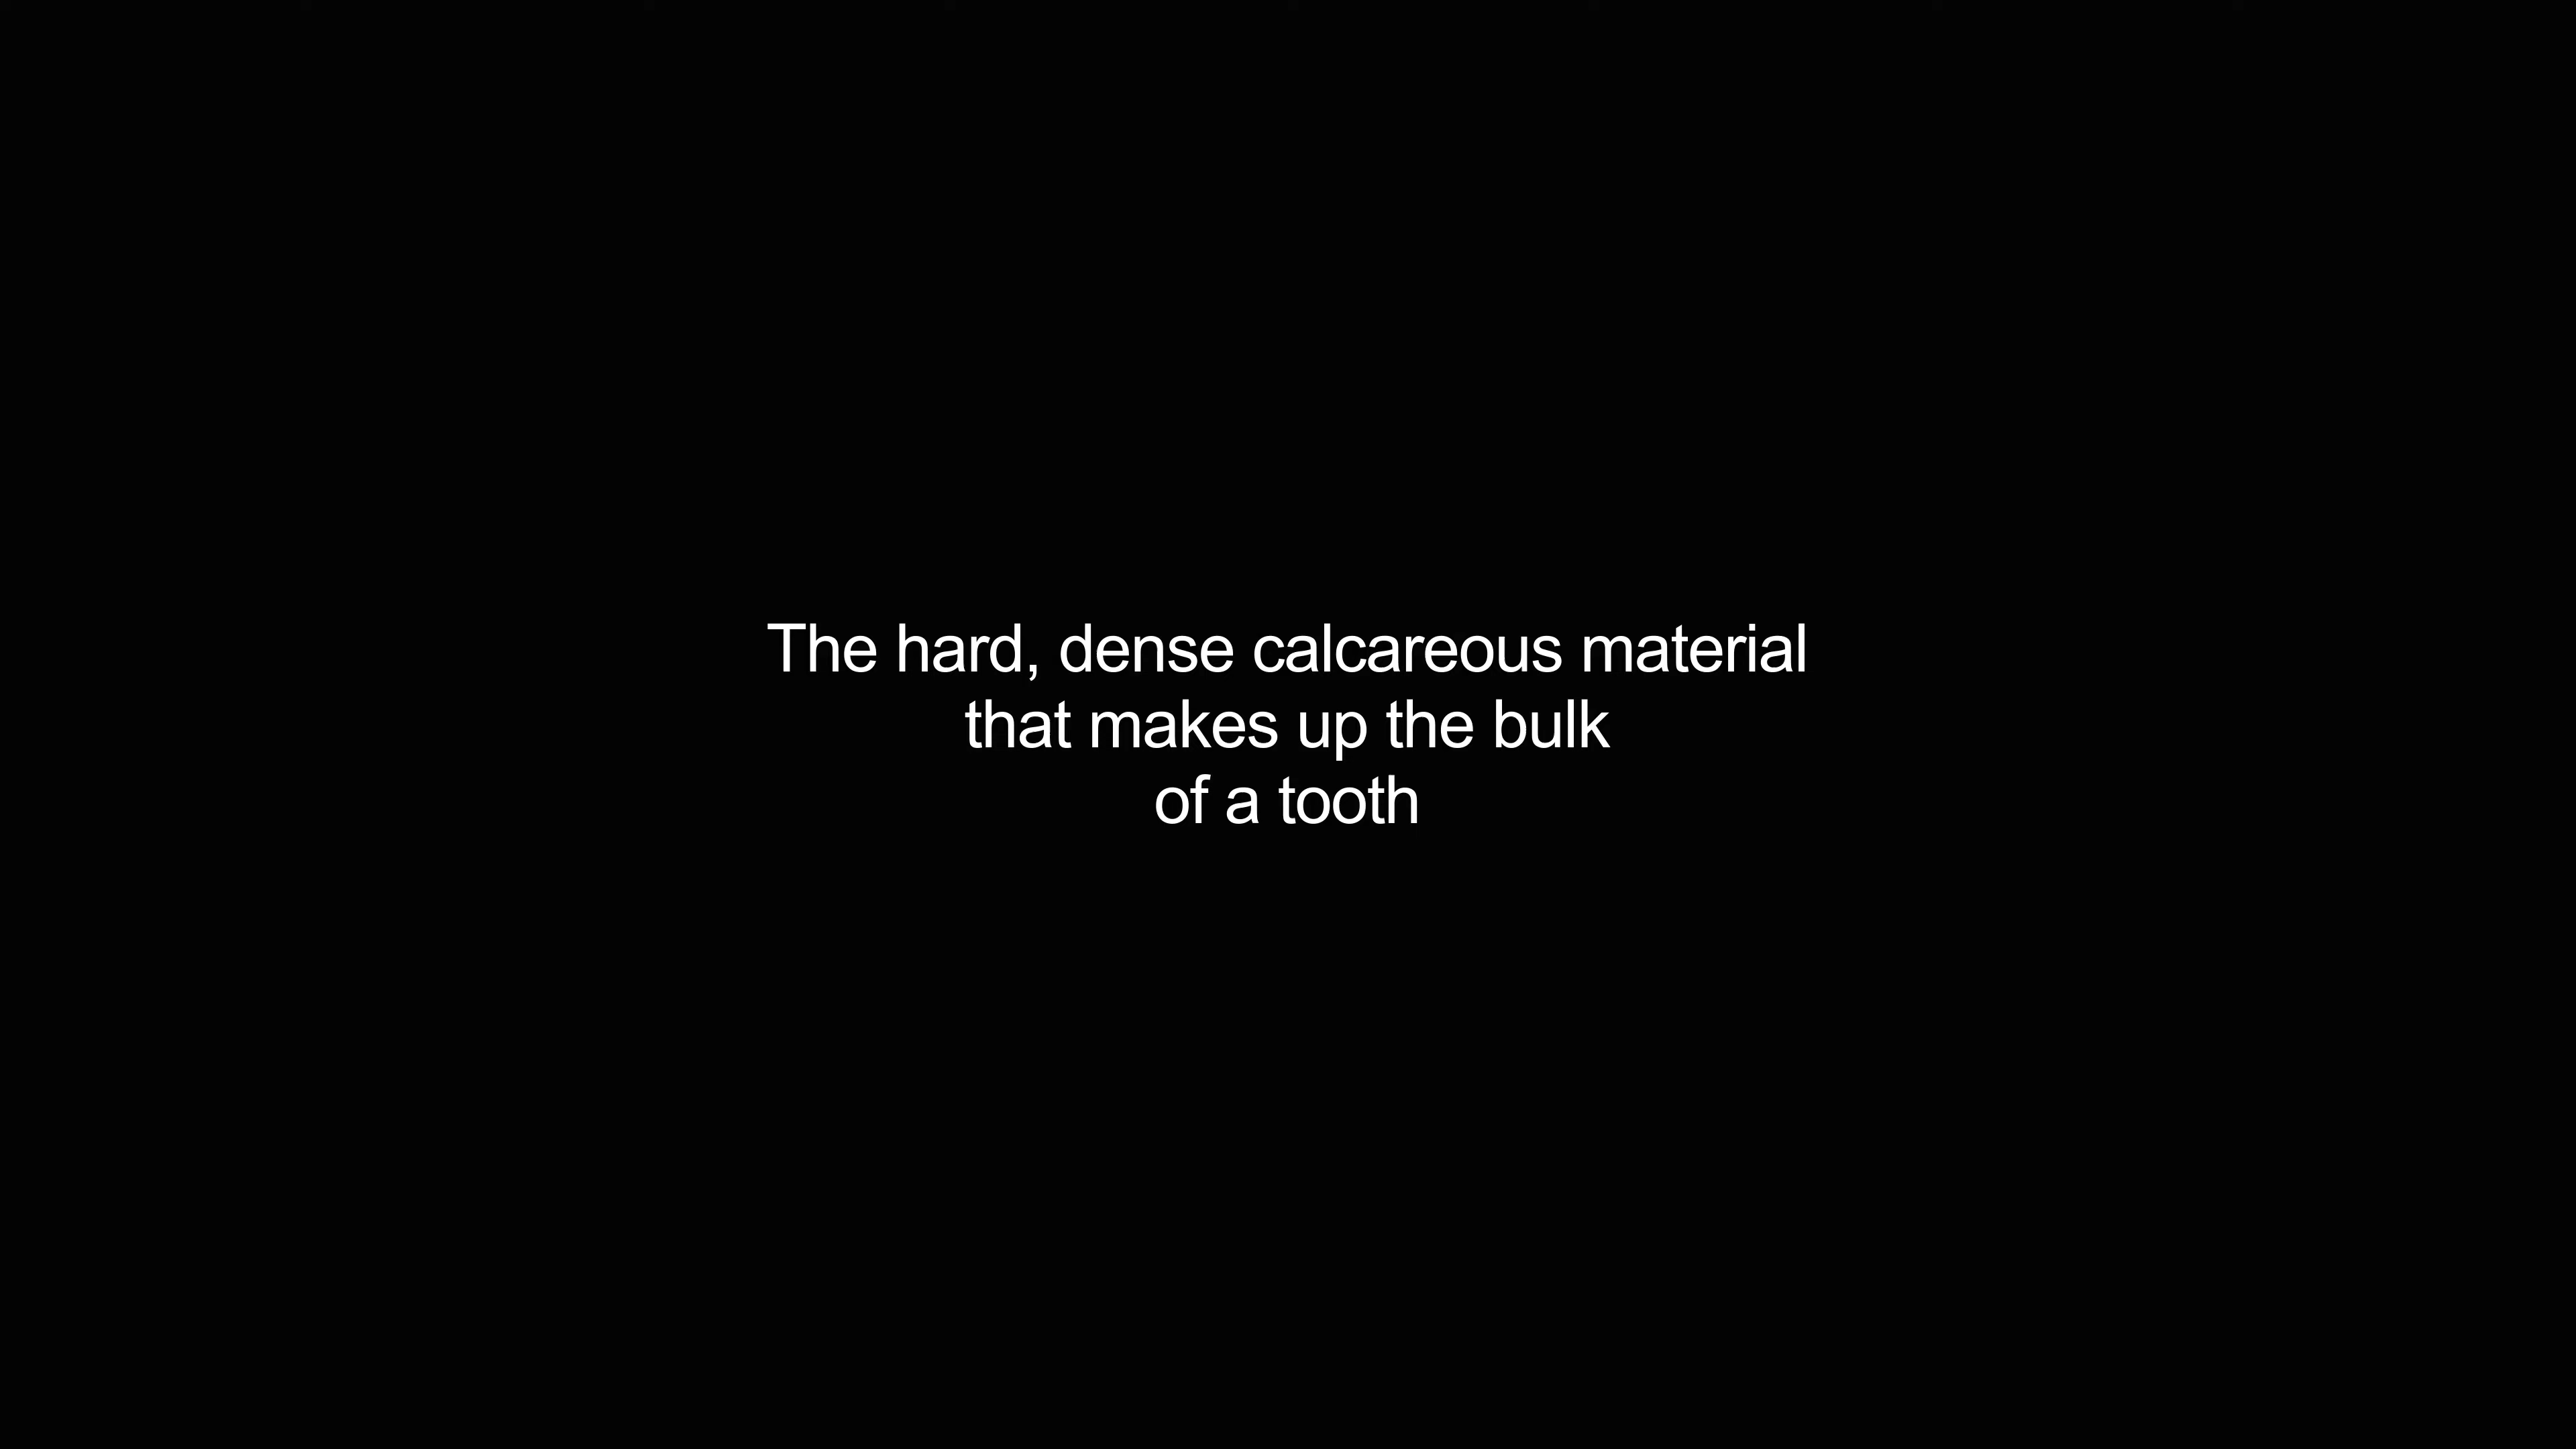 The hard, dense calcareous material
that makes up the bulk
of a tooth